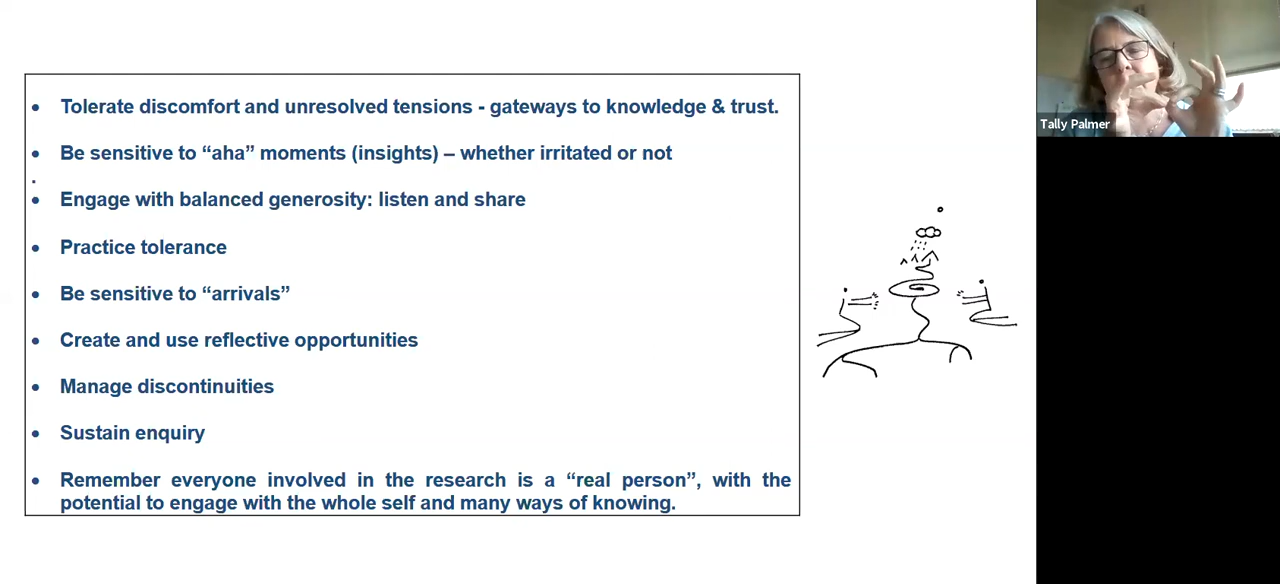 Tolerate discomfort and unresolved tensions - gateways to knowledge & trust.
Be sensitive to “aha” moments (insights) – whether irritated or not
Engage with balanced generosity: listen and share
Practice tolerance
Be sensitive to “arrivals”
Create and use reflective opportunities
Manage discontinuities
Sustain enquiry
Remember everyone involved in the research is a “real person”, with the
potential to engage with the whole self and many ways of knowing.
Tally Palmer